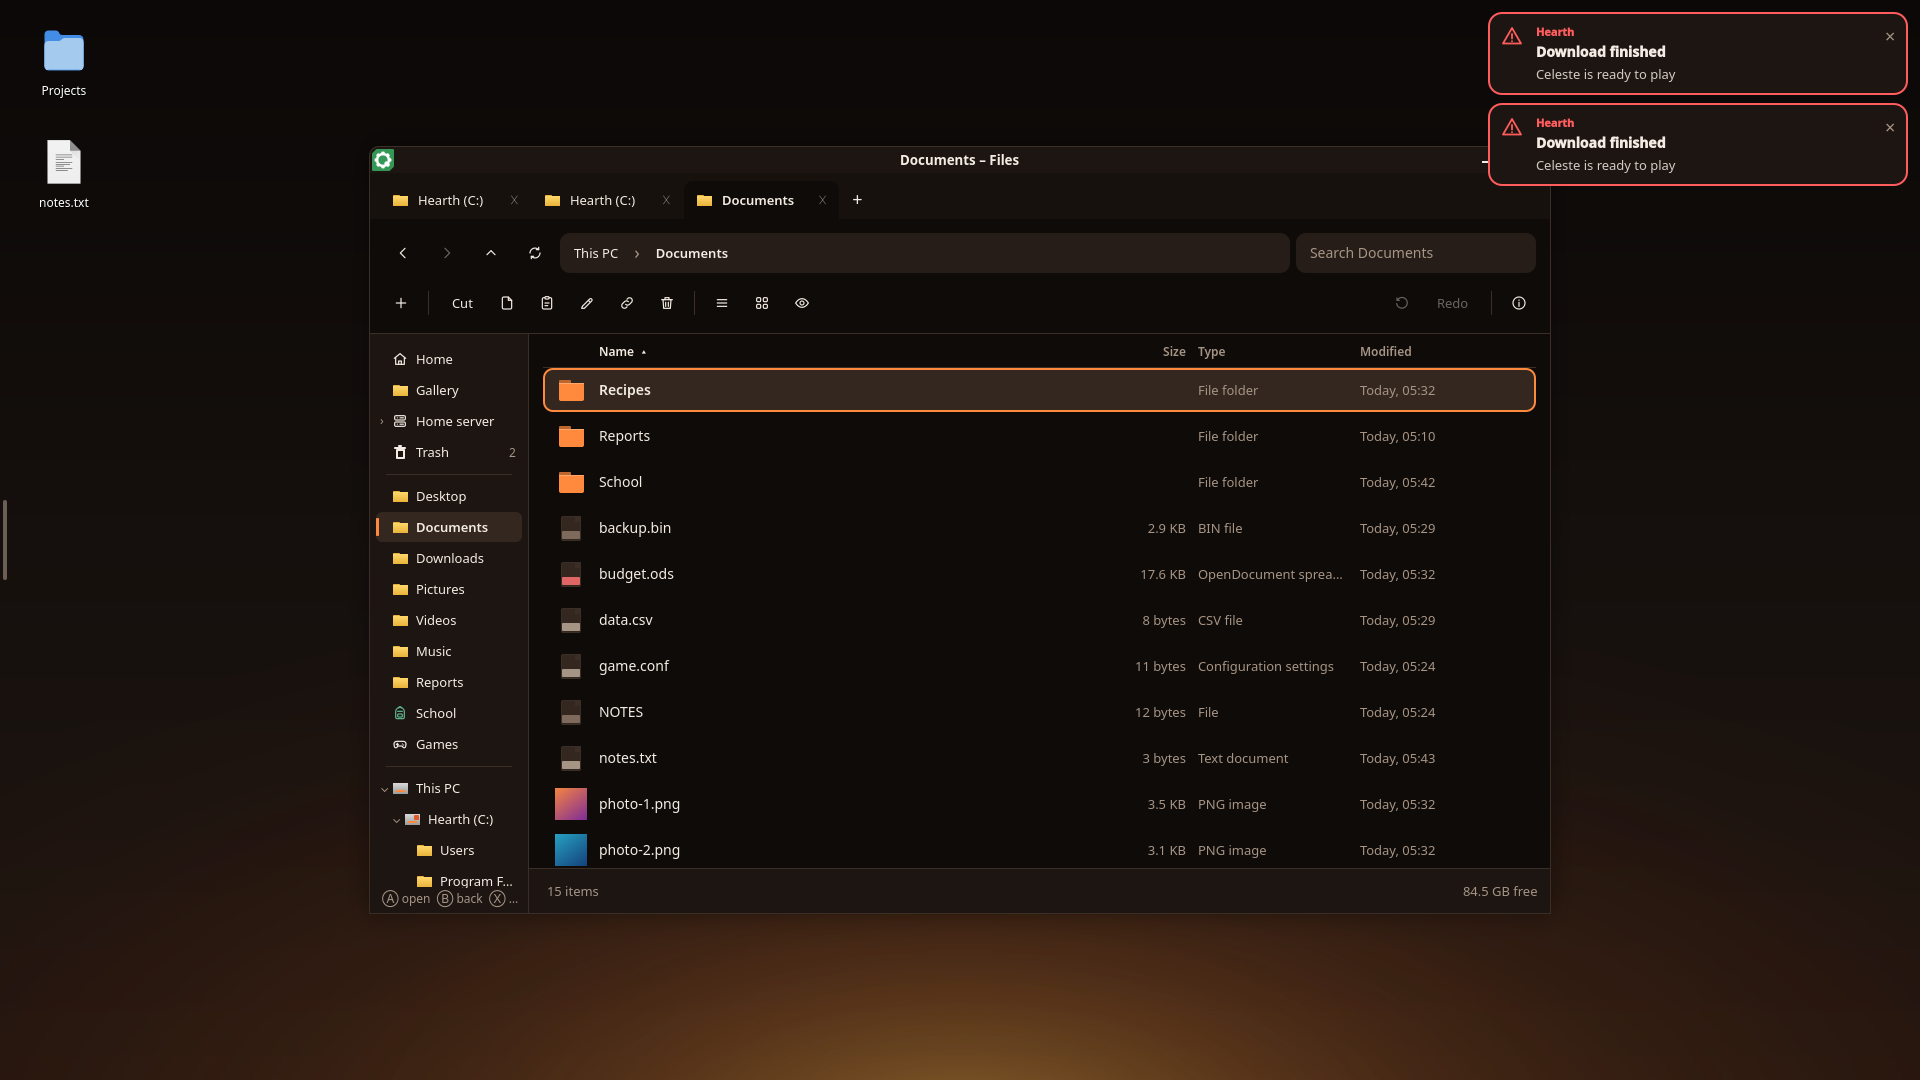 Projects
notes.txt
Hearth
Download finished
Celeste is ready to play
Hearth
Download finished
Celeste is ready to play
Documents – Files
Hearth (C:)
Hearth (C:)
Documents
This PC
Documents
Search Documents
Cut
Redo
Home
Gallery
Home server
Trash 2
Desktop
Documents
Downloads
Pictures
Videos
Music
Reports
School
Games
This PC
Hearth (C:)
Users
Program F...
A open B back X ...
Name Size Type Modified
Recipes File folder Today, 05:32
Reports File folder Today, 05:10
School File folder Today, 05:42
backup.bin 2.9 KB BIN file Today, 05:29
budget.ods 17.6 KB OpenDocument sprea... Today, 05:32
data.csv 8 bytes CSV file Today, 05:29
game.conf 11 bytes Configuration settings Today, 05:24
NOTES 12 bytes File Today, 05:24
notes.txt 3 bytes Text document Today, 05:43
photo-1.png 3.5 KB PNG image Today, 05:32
photo-2.png 3.1 KB PNG image Today, 05:32
15 items 84.5 GB free